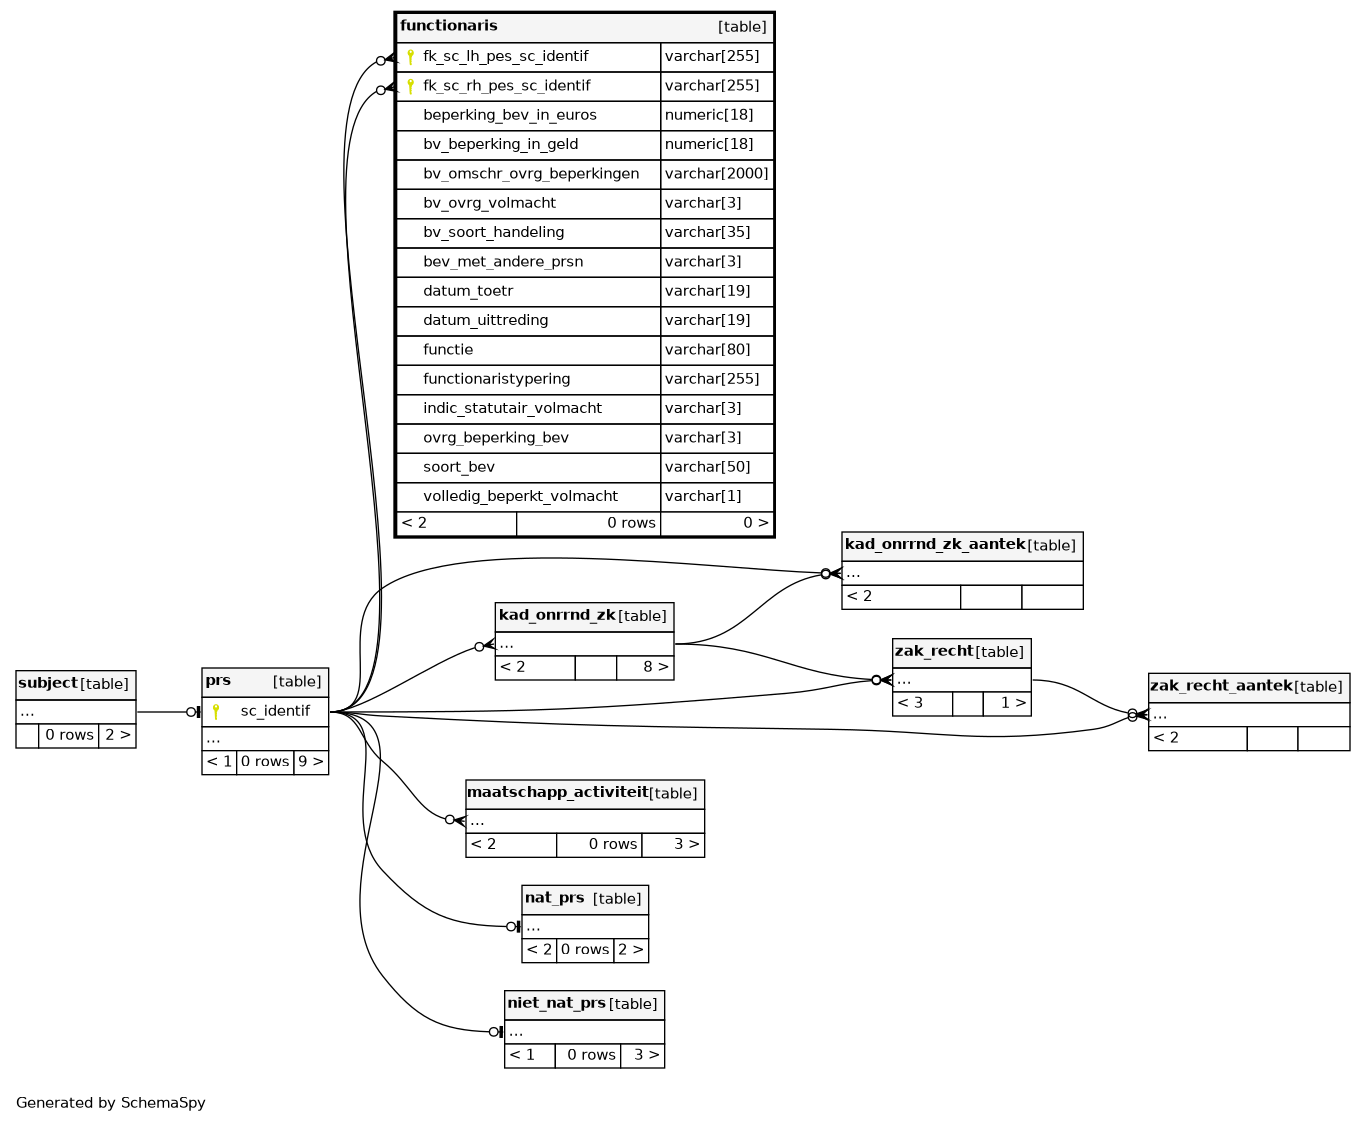 functionaris [table]
fk_sc_lh_pes_sc_identif varchar[255]
fk_sc_rh_pes_sc_identif varchar[255]
beperking_bev_in_euros numeric[18]
bv_beperking_in_geld numeric[18]
bv_omschr_ovrg_beperkingen varchar[2000]
bv_ovrg_volmacht varchar[3]
bv_soort_handeling varchar[35]
bev_met_andere_prsn varchar[3]
datum_toetr varchar[19]
datum_uittreding varchar[19]
functie varchar[80]
functionaristypering varchar[255]
indic_statutair_volmacht varchar[3]
ovrg_beperking_bev varchar[3]
soort_bev varchar[50]
volledig_beperkt_volmacht varchar[1]
< 2 0 rows 0 >
kad_onrrnd_zk_aantek [table]
...
< 2
kad_onrrnd_zk [table]
...
< 2 8 >
zak_recht [table]
...
< 3 1 >
subject [table]
...
0 rows 2 >
prs [table]
sc_identif
...
< 1 0 rows 9 >
zak_recht_aantek [table]
...
< 2
maatschapp_activiteit [table]
...
< 2 0 rows 3 >
nat_prs [table]
...
< 2 0 rows 2 >
niet_nat_prs [table]
...
< 1 0 rows 3 >
Generated by SchemaSpy